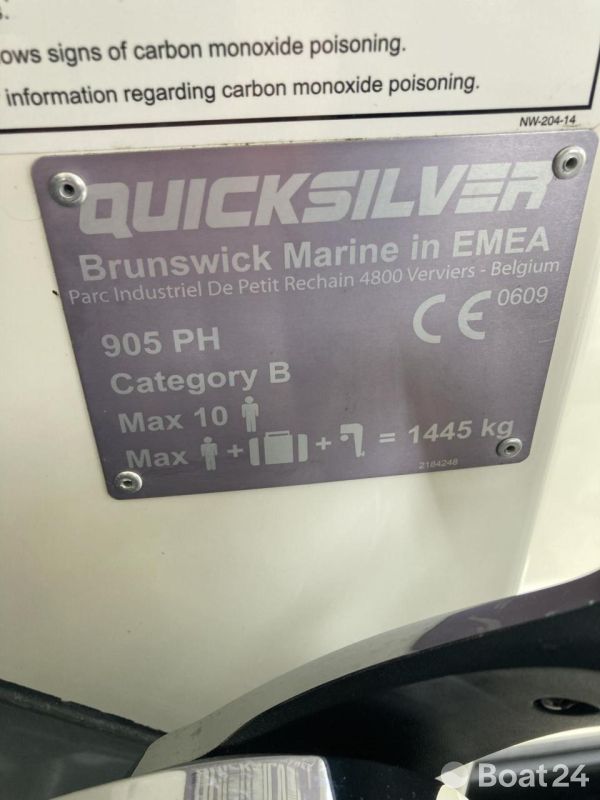 ows signs of carbon monoxide poisoning.
information regarding carbon monoxide poisoning.
NW-204-14
QUICKSILVER
Brunswick Marine in EMEA
Parc Industriel De Petit Rechain 4800 Verviers - Belgium
CE 0609
905 PH
Category B
Max 10
Max + + = 1445 kg
2184248
Boat24